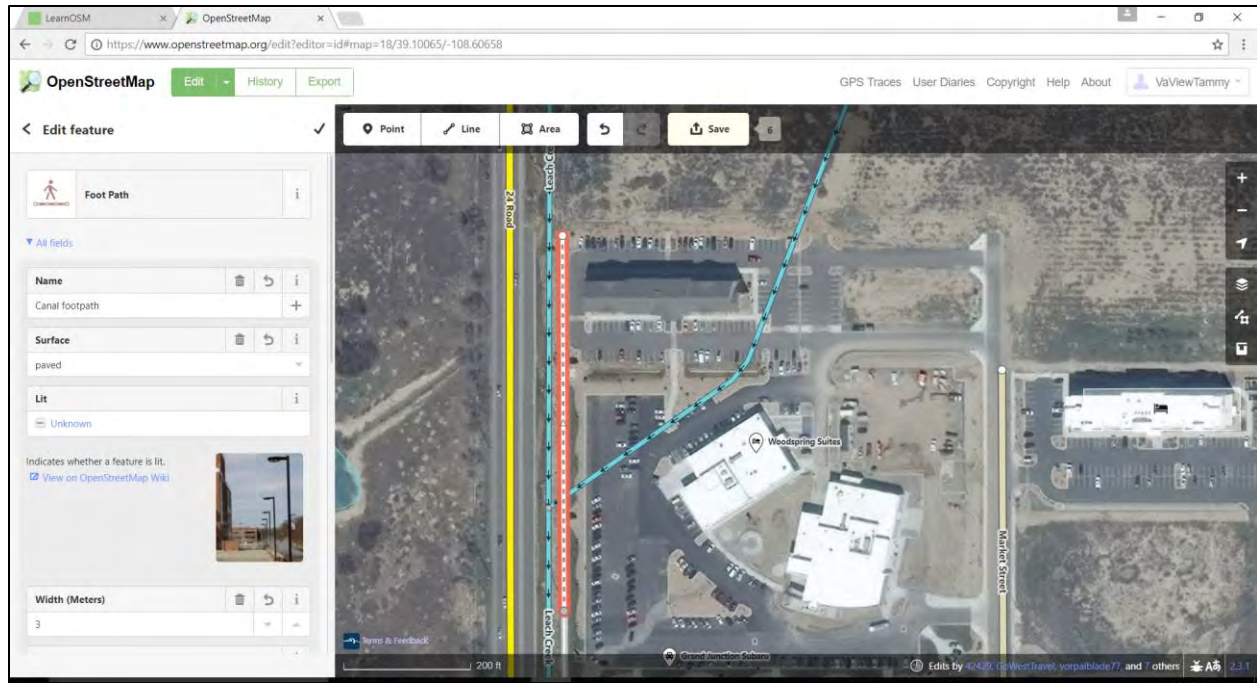 LearnOSM
OpenStreetMap
https://www.openstreetmap.org/edit?editor=id#map=18/39.10065/-108.60658
OpenStreetMap
Edit
History
Export
GPS Traces
User Diaries
Copyright
Help
About
VaViewTammy
Edit feature
Point
Line
Area
Save
6
Foot Path
All fields
Name
Canal footpath
Surface
paved
Lit
Unknown
Indicates whether a feature is lit.
View on OpenStreetMap Wiki
Width (Meters)
3
24 Road
Woodspring Suites
Market Street
Leach Creek
Grand Junction Subaru
Terms & Feedback
200 ft
Edits by 42429, GoWestTravel, vorpalblade77, and 7 others
2.3.1